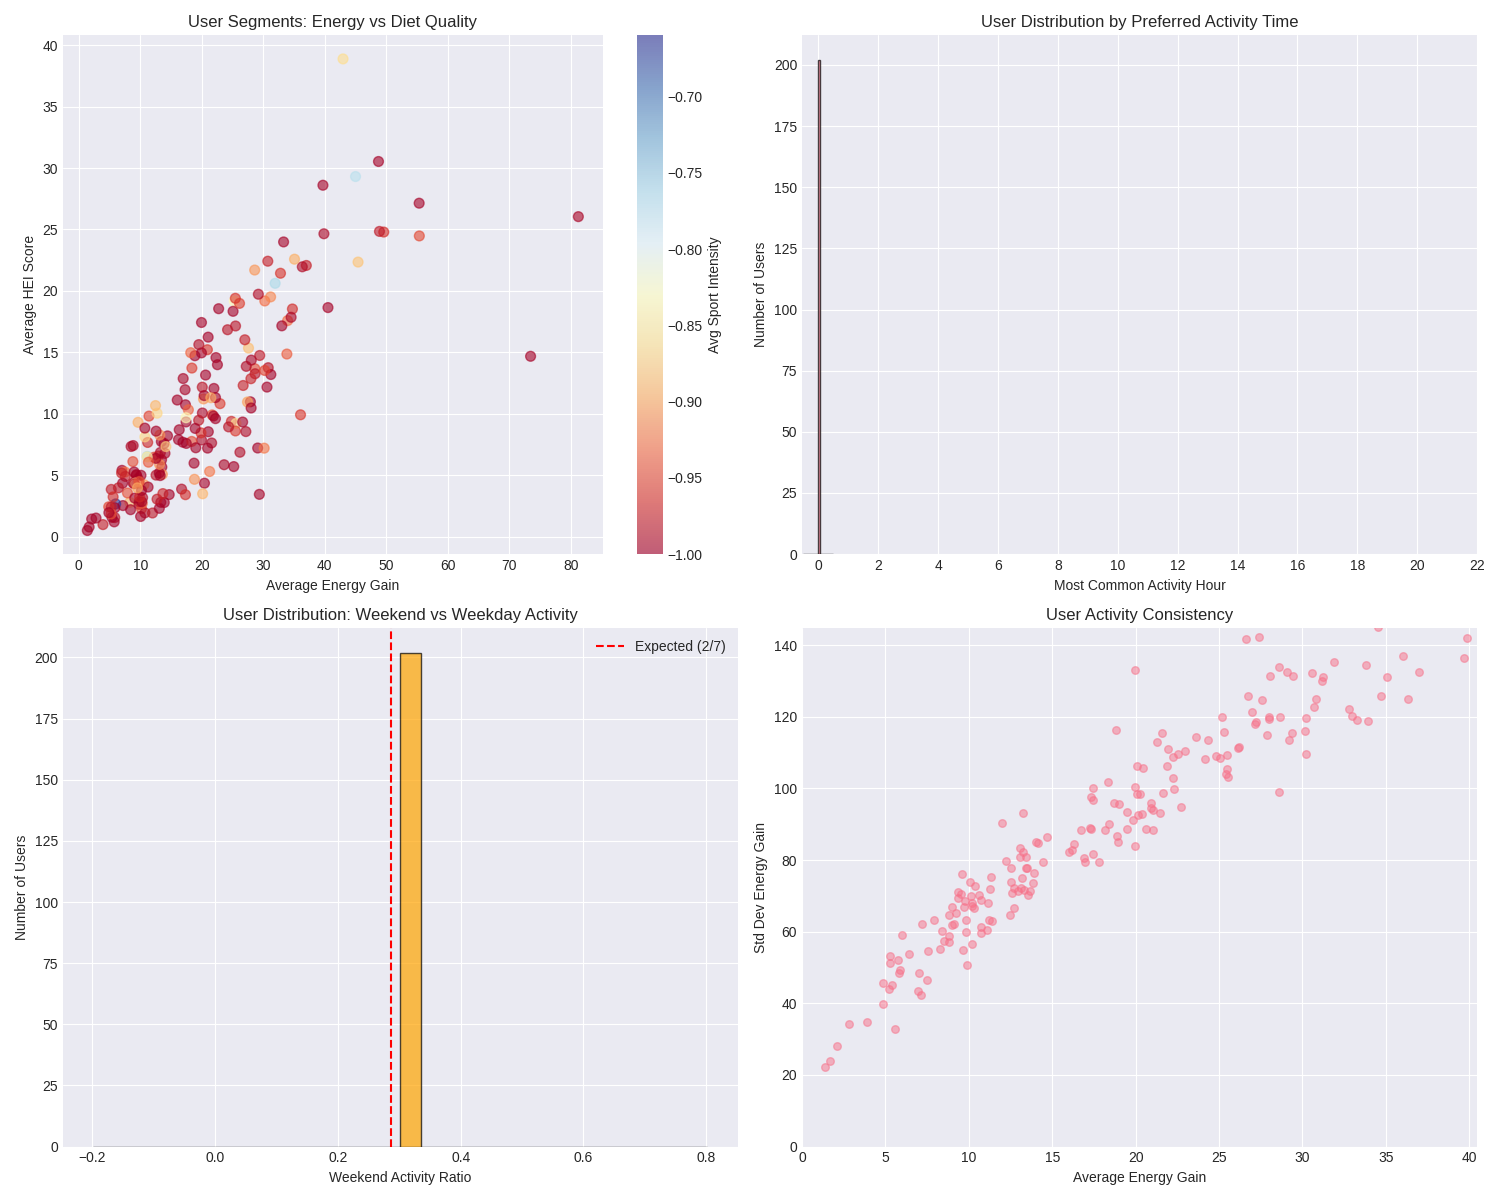 User Segments: Energy vs Diet Quality
40
35
30
25
20
15
10
5
0
Average HEI Score
0 10 20 30 40 50 60 70 80
Average Energy Gain
−0.70
−0.75
−0.80
−0.85
−0.90
−0.95
−1.00
Avg Sport Intensity
User Distribution by Preferred Activity Time
200
175
150
125
100
75
50
25
0
Number of Users
0 2 4 6 8 10 12 14 16 18 20 22
Most Common Activity Hour
User Distribution: Weekend vs Weekday Activity
Expected (2/7)
200
175
150
125
100
75
50
25
0
Number of Users
−0.2 0.0 0.2 0.4 0.6 0.8
Weekend Activity Ratio
User Activity Consistency
140
120
100
80
60
40
20
0
Std Dev Energy Gain
0 5 10 15 20 25 30 35 40
Average Energy Gain